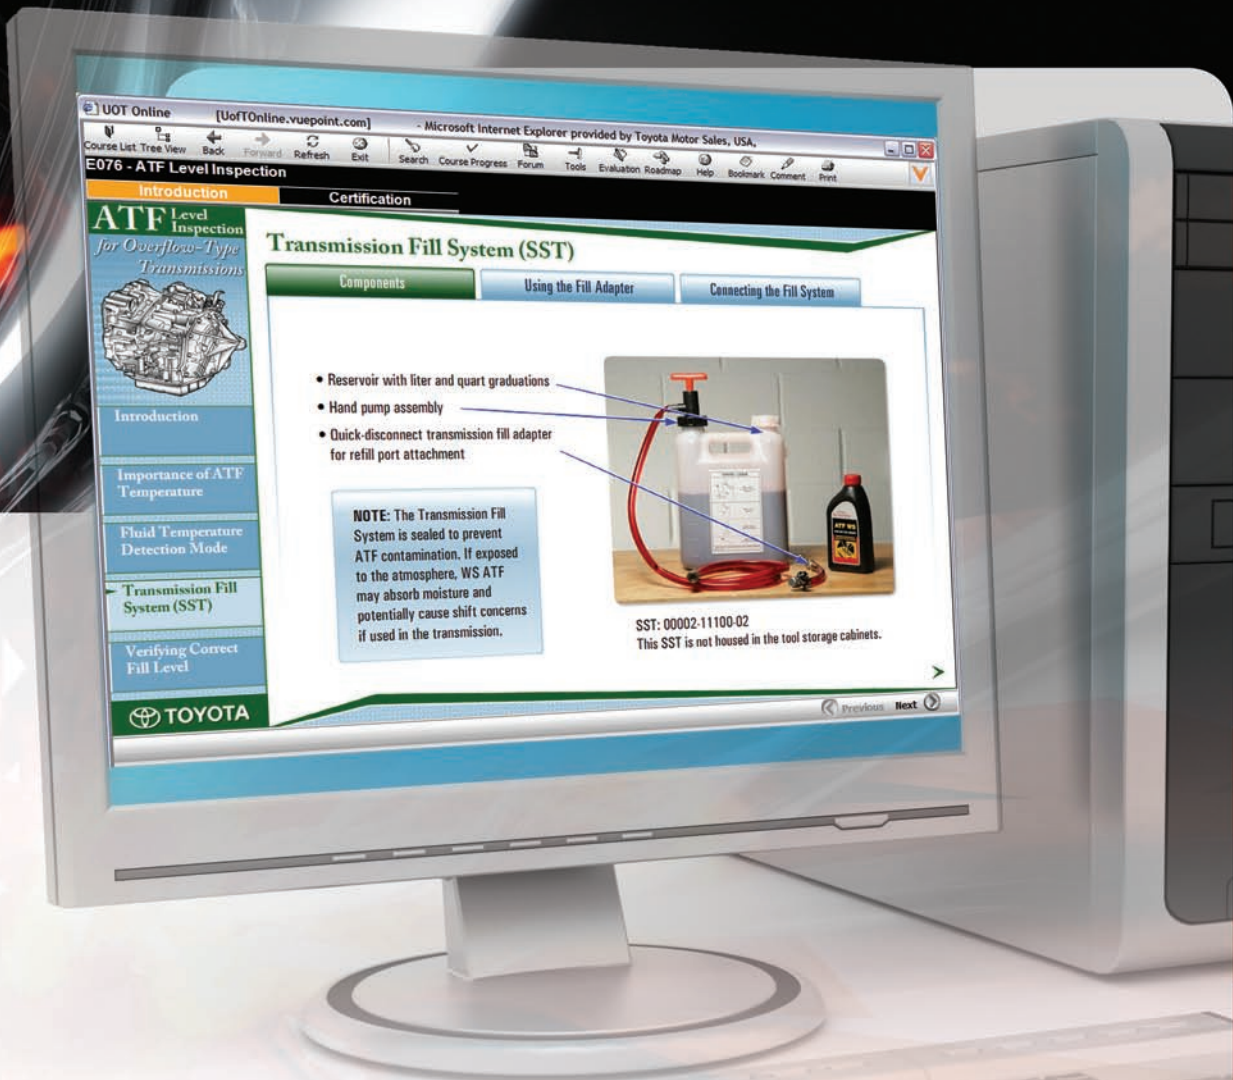 UOT Online [UofTOnline.vuepoint.com] - Microsoft Internet Explorer provided by Toyota Motor Sales, USA,
Course List Tree View Back Forward Refresh Exit Search Course Progress Forum Tools Evaluation Roadmap Help Bookmark Comment Print
E076 - ATF Level Inspection
Introduction Certification
ATF Level
Inspection
for Overflow-Type
Transmissions
Introduction
Importance of ATF
Temperature
Fluid Temperature
Detection Mode
Transmission Fill
System (SST)
Verifying Correct
Fill Level
TOYOTA
Transmission Fill System (SST)
Components Using the Fill Adapter Connecting the Fill System
• Reservoir with liter and quart graduations
• Hand pump assembly
• Quick-disconnect transmission fill adapter
for refill port attachment
NOTE: The Transmission Fill
System is sealed to prevent
ATF contamination. If exposed
to the atmosphere, WS ATF
may absorb moisture and
potentially cause shift concerns
if used in the transmission.
ATF WS
SST: 00002-11100-02
This SST is not housed in the tool storage cabinets.
Previous Next